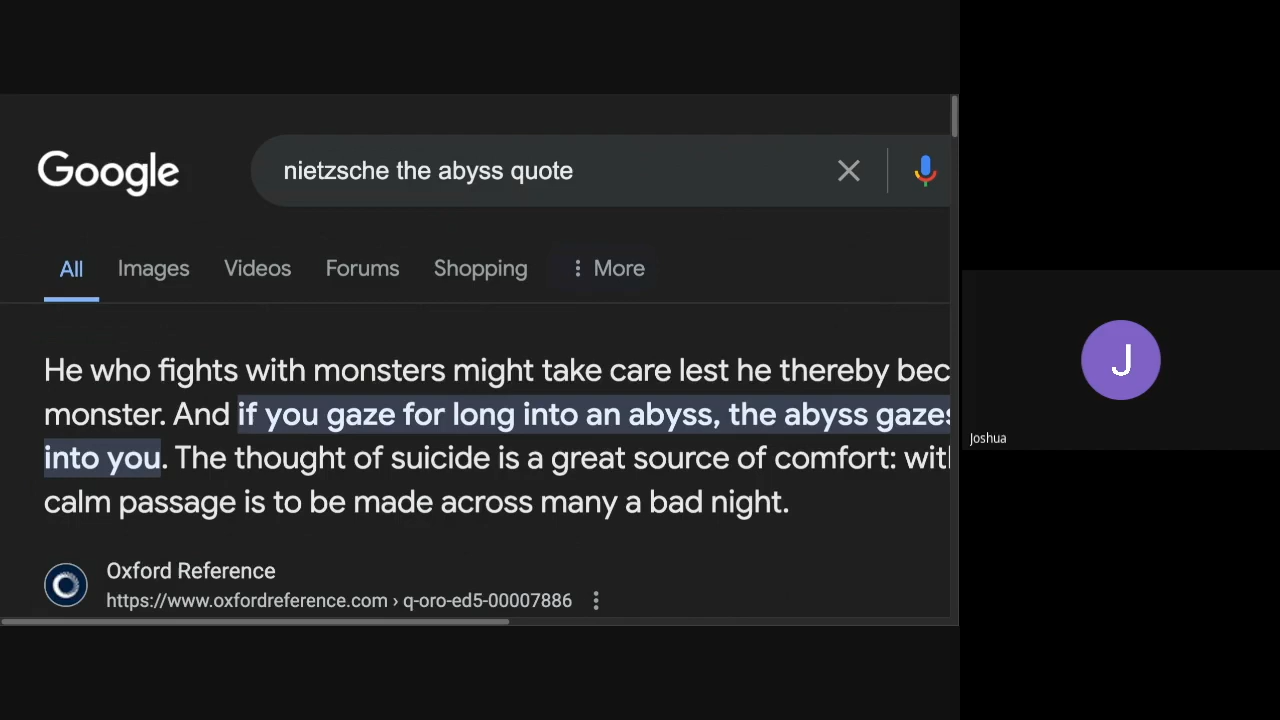 Google
nietzsche the abyss quote
All Images Videos Forums Shopping More
He who fights with monsters might take care lest he thereby bec
monster. And if you gaze for long into an abyss, the abyss gazes
into you. The thought of suicide is a great source of comfort: with
calm passage is to be made across many a bad night.
Oxford Reference
https://www.oxfordreference.com › q-oro-ed5-00007886
J
Joshua